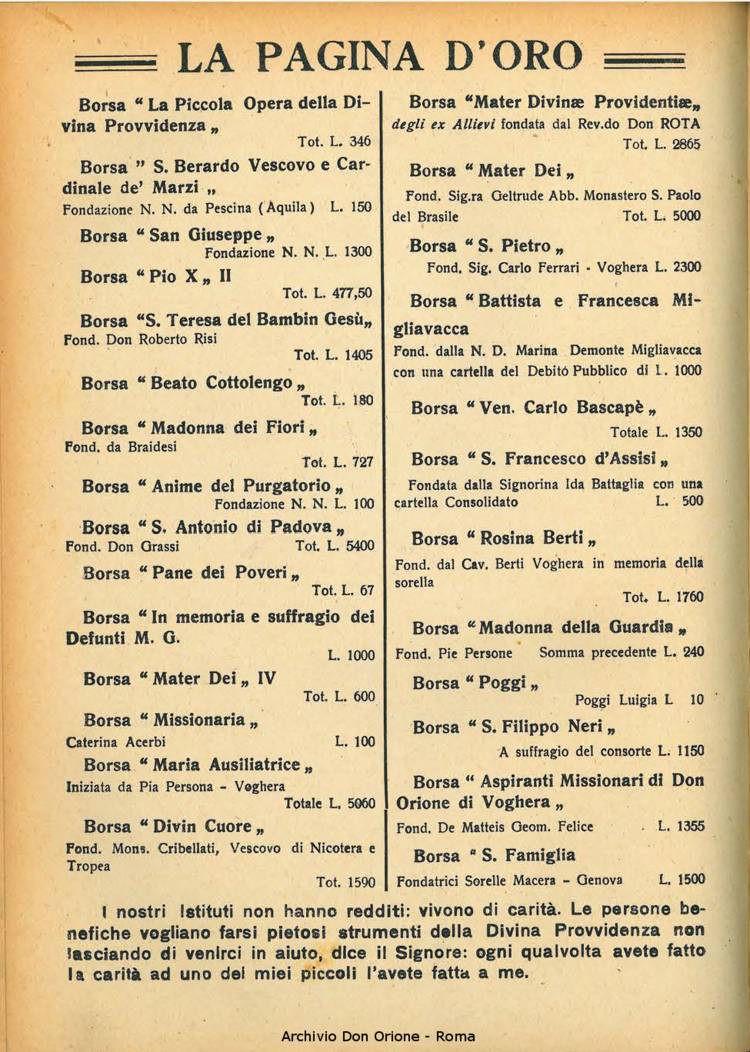 LA PAGINA D'ORO
Borsa “ La Piccola Opera della Di-
vina Provvidenza „
Tot. L. 346
Borsa ” S. Berardo Vescovo e Car-
dinale de' Marzi „
Fondazione N. N. da Pescina (Aquila) L. 150
Borsa “ San Giuseppe „
Fondazione N. N. L. 1300
Borsa “ Pio X „ II
Tot. L. 477,50
Borsa “S. Teresa del Bambin Gesù„
Fond. Don Roberto Risi
Tot. L. 1405
Borsa “ Beato Cottolengo „
Tot. L. 180
Borsa “ Madonna dei Fiori „
Fond. da Braidesi
Tot. L. 727
Borsa “ Anime del Purgatorio „
Fondazione N. N. L. 100
Borsa “ S. Antonio di Padova „
Fond. Don Grassi Tot. L. 5400
Borsa “ Pane dei Poveri „
Tot. L. 67
Borsa “ In memoria e suffragio dei
Defunti M. G.
L. 1000
Borsa “ Mater Dei „ IV
Tot. L. 600
Borsa “ Missionaria „
Caterina Acerbi L. 100
Borsa “ Maria Ausiliatrice „
Iniziata da Pia Persona - Voghera
Totale L. 5060
Borsa “ Divin Cuore „
Fond. Mons. Cribellati, Vescovo di Nicotera e
Tropea
Tot. 1590
Borsa “Mater Divinæ Providentiæ„
degli ex Allievi fondata dal Rev.do Don ROTA
Tot. L. 2865
Borsa “ Mater Dei „
Fond. Sig.ra Geltrude Abb. Monastero S. Paolo
del Brasile Tot. L. 5000
Borsa “ S. Pietro „
Fond. Sig. Carlo Ferrari - Voghera L. 2300
Borsa “ Battista e Francesca Mi-
gliavacca
Fond. dalla N. D. Marina Demonte Migliavacca
con una cartella del Debito Pubblico di L. 1000
Borsa “ Ven. Carlo Bascapè „
Totale L. 1350
Borsa “ S. Francesco d'Assisi „
Fondata dalla Signorina Ida Battaglia con una
cartella Consolidato L. 500
Borsa “ Rosina Berti „
Fond. dal Cav. Berti Voghera in memoria della
sorella
Tot. L. 1760
Borsa “ Madonna della Guardia „
Fond. Pie Persone Somma precedente L. 240
Borsa “ Poggi „
Poggi Luigia L 10
Borsa “ S. Filippo Neri „
A suffragio del consorte L. 1150
Borsa “ Aspiranti Missionari di Don
Orione di Voghera „
Fond. De Matteis Geom. Felice L. 1355
Borsa “ S. Famiglia
Fondatrici Sorelle Macera - Genova L. 1500
I nostri Istituti non hanno redditi: vivono di carità. Le persone be-
nefiche vogliano farsi pietosi strumenti della Divina Provvidenza non
lasciando di venirci in aiuto, dice il Signore: ogni qualvolta avete fatto
la carità ad uno dei miei piccoli l'avete fatta a me.
Archivio Don Orione - Roma